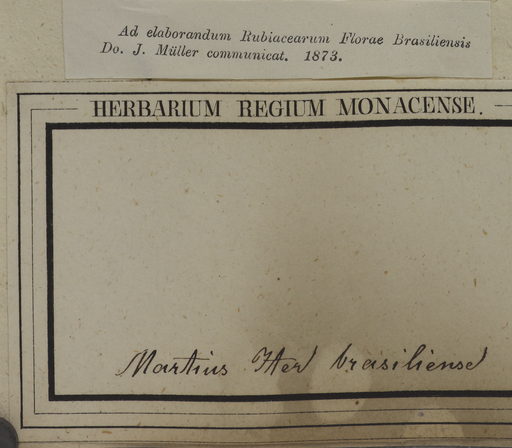 Ad elaborandum Rubiacearum Florae Brasiliensis
Do. J. Müller communicat. 1873.
HERBARIUM REGIUM MONACENSE.
Martius Iter brasiliense